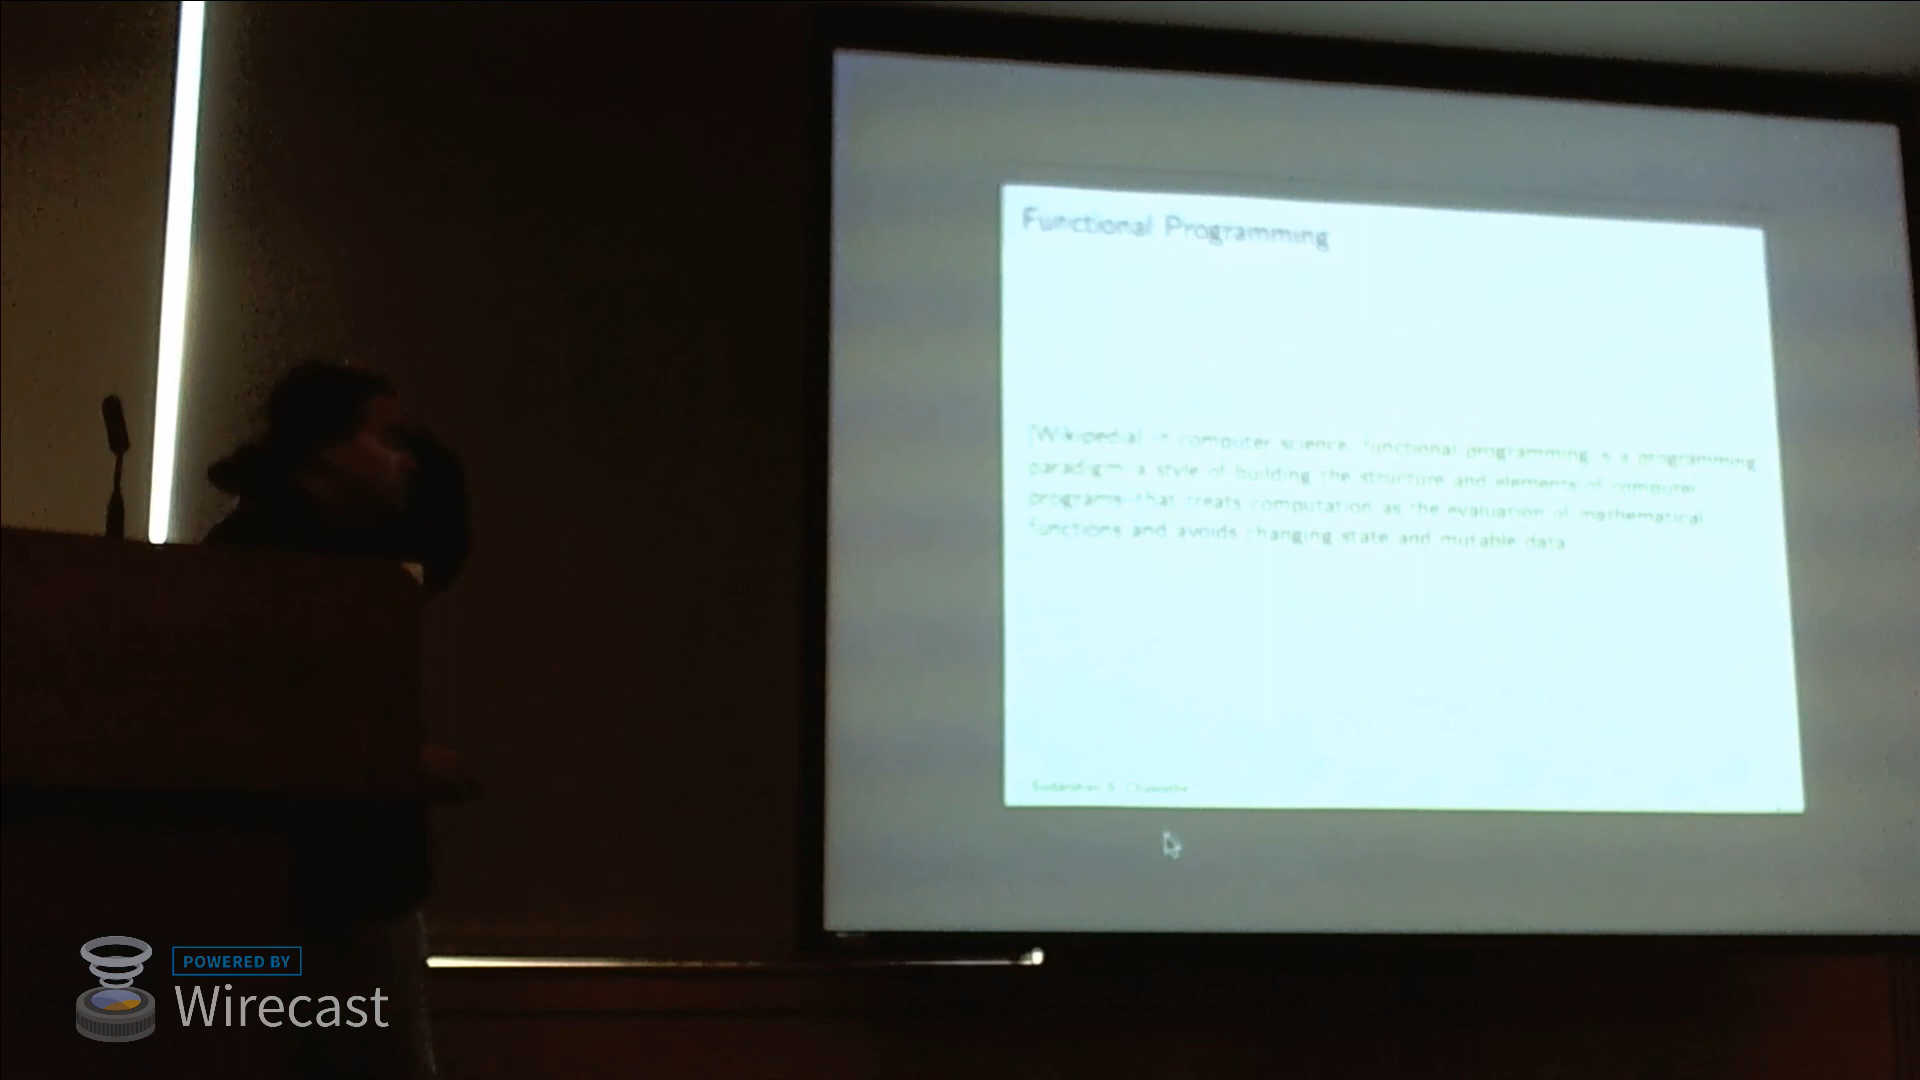 Functional Programming
[Wikipedia] In computer science, functional programming is a programming
paradigm a style of building the structure and elements of computer
programs that treats computation as the evaluation of mathematical
functions and avoids changing state and mutable data
Sudarshan S. Chawathe
POWERED BY
Wirecast